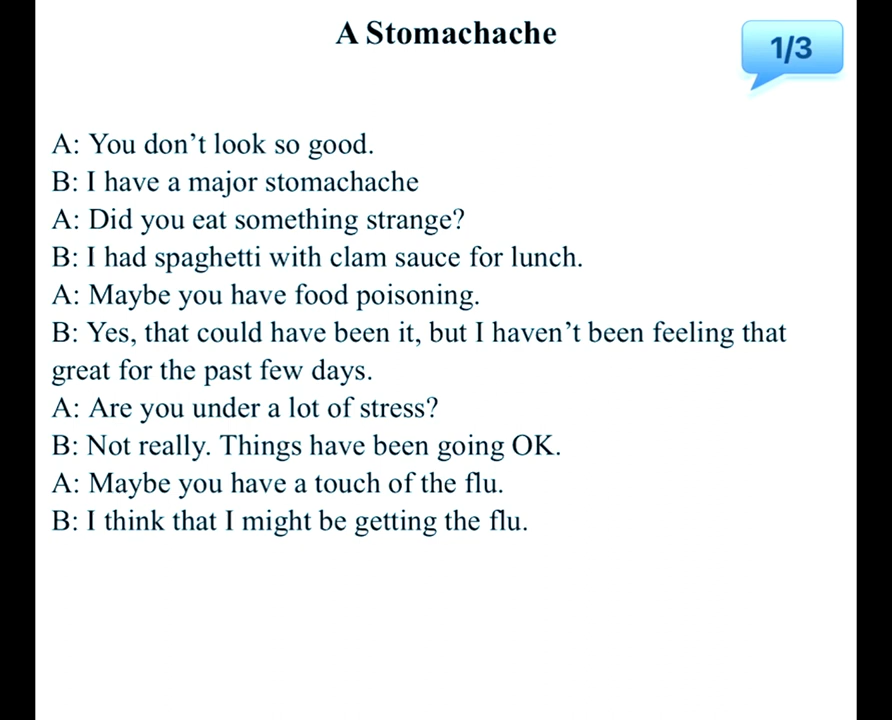 A Stomachache
1/3
A: You don’t look so good.
B: I have a major stomachache
A: Did you eat something strange?
B: I had spaghetti with clam sauce for lunch.
A: Maybe you have food poisoning.
B: Yes, that could have been it, but I haven’t been feeling that
great for the past few days.
A: Are you under a lot of stress?
B: Not really. Things have been going OK.
A: Maybe you have a touch of the flu.
B: I think that I might be getting the flu.